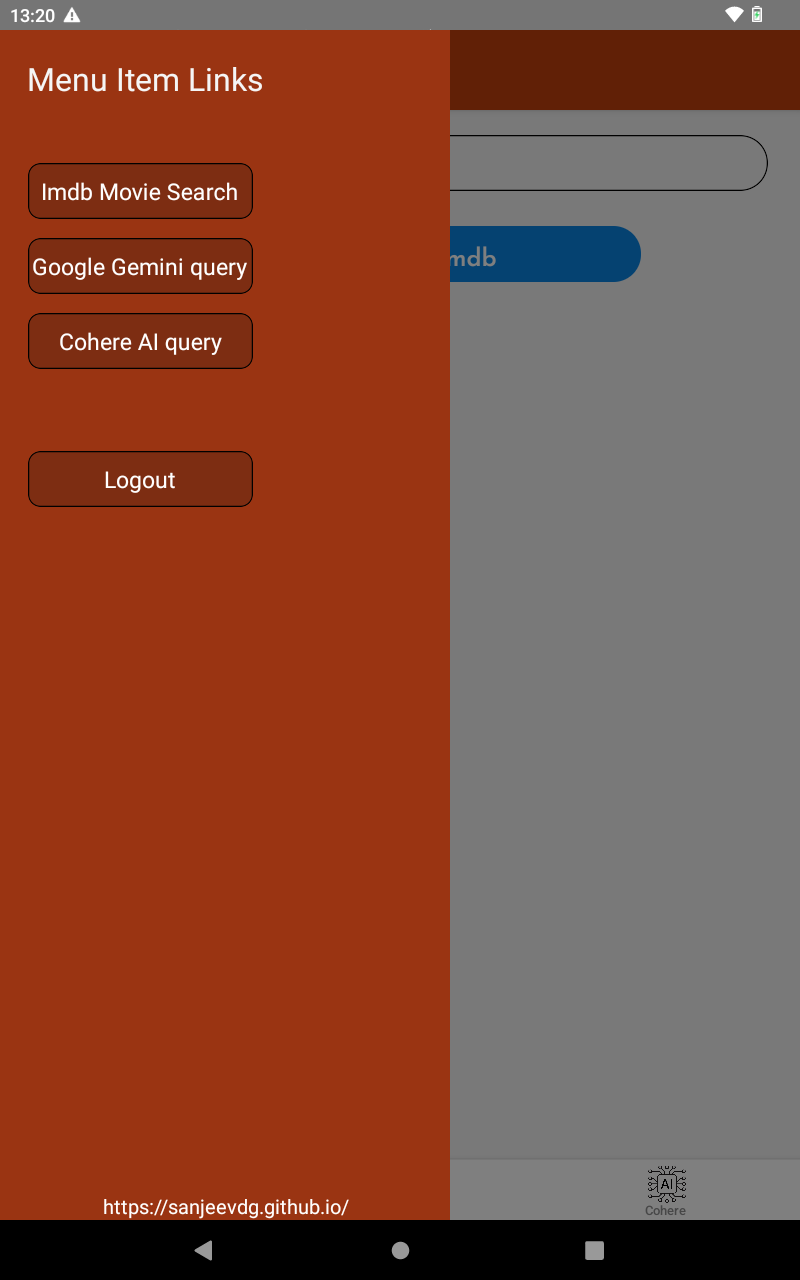 13:20
Menu Item Links
Imdb Movie Search
Google Gemini query
Cohere AI query
mdb
Logout
https://sanjeevdg.github.io/
AI
Cohere